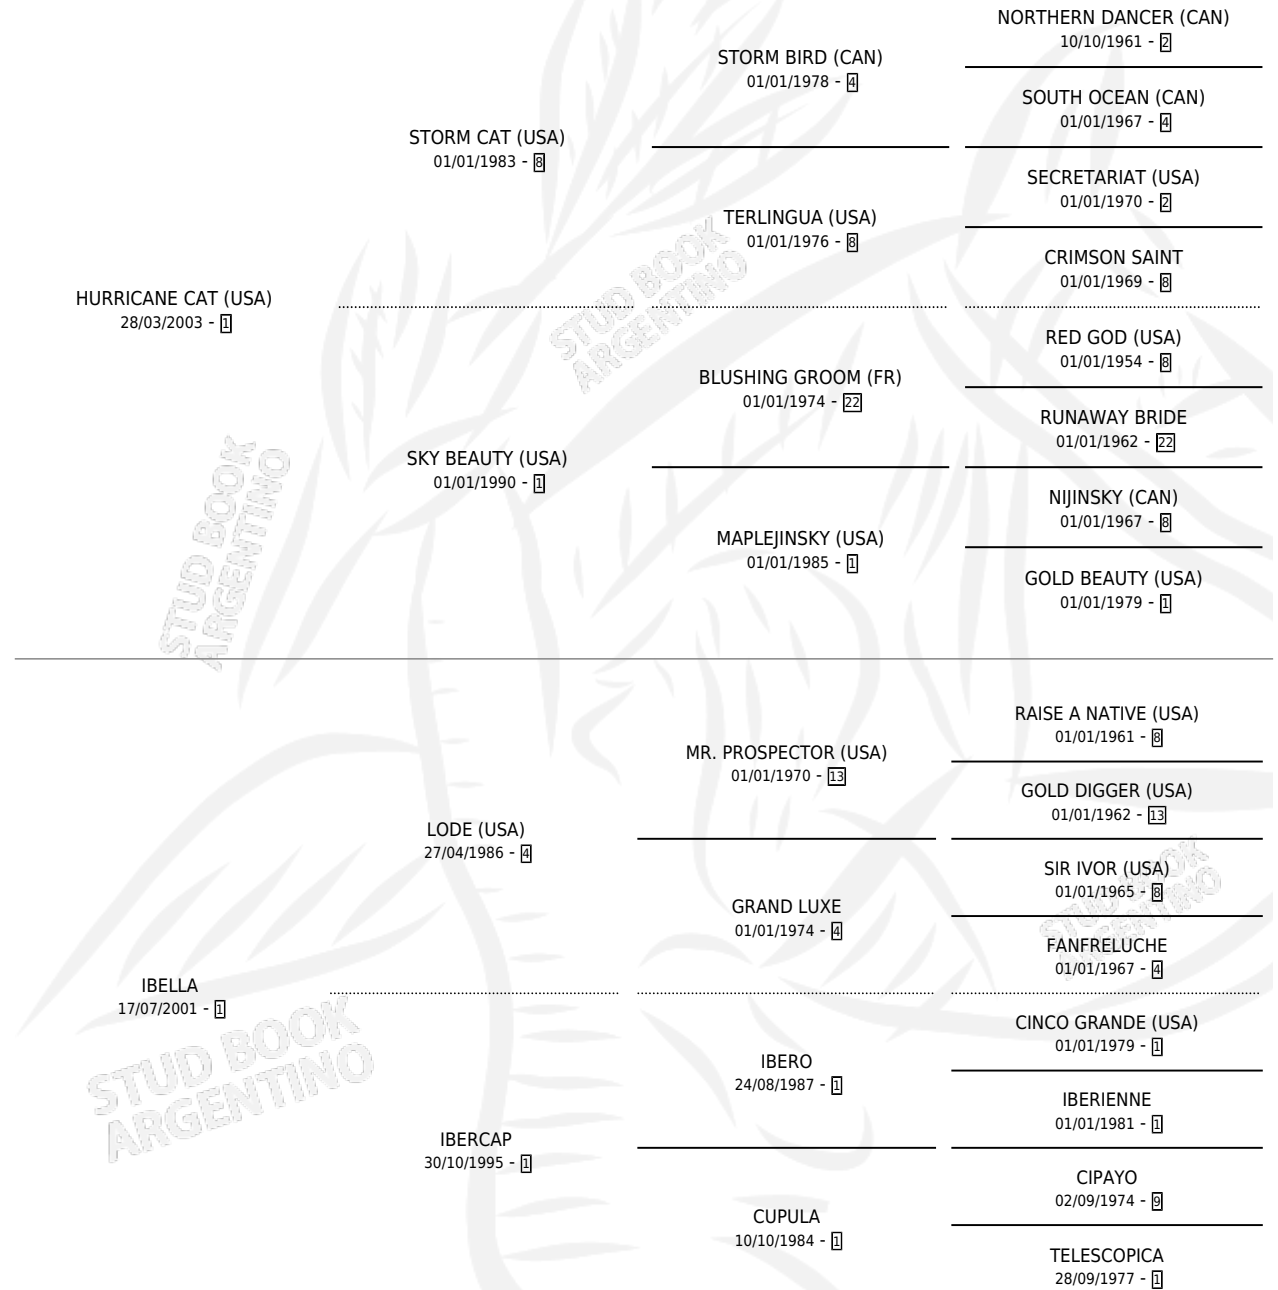 NORTHERN DANCER (CAN)
10/10/1961 - 2
STORM BIRD (CAN)
01/01/1978 - 4
SOUTH OCEAN (CAN)
01/01/1967 - 4
STORM CAT (USA)
01/01/1983 - 8
SECRETARIAT (USA)
01/01/1970 - 2
TERLINGUA (USA)
01/01/1976 - 8
CRIMSON SAINT
01/01/1969 - 8
HURRICANE CAT (USA)
28/03/2003 - 1
STUD BOOK
ARGENTINO
RED GOD (USA)
01/01/1954 - 8
BLUSHING GROOM (FR)
01/01/1974 - 22
RUNAWAY BRIDE
01/01/1962 - 22
SKY BEAUTY (USA)
01/01/1990 - 1
NIJINSKY (CAN)
01/01/1967 - 8
MAPLEJINSKY (USA)
01/01/1985 - 1
GOLD BEAUTY (USA)
01/01/1979 - 1
STUD BOOK
ARGENTINO
RAISE A NATIVE (USA)
01/01/1961 - 8
MR. PROSPECTOR (USA)
01/01/1970 - 13
GOLD DIGGER (USA)
01/01/1962 - 13
LODE (USA)
27/04/1986 - 4
SIR IVOR (USA)
01/01/1965 - 8
GRAND LUXE
01/01/1974 - 4
FANFRELUCHE
01/01/1967 - 4
STUD BOOK
ARGENTINO
IBELLA
17/07/2001 - 1
CINCO GRANDE (USA)
01/01/1979 - 1
IBERO
24/08/1987 - 1
IBERIENNE
01/01/1981 - 1
STUD BOOK
ARGENTINO
IBERCAP
30/10/1995 - 1
CIPAYO
02/09/1974 - 9
CUPULA
10/10/1984 - 1
TELESCOPICA
28/09/1977 - 1